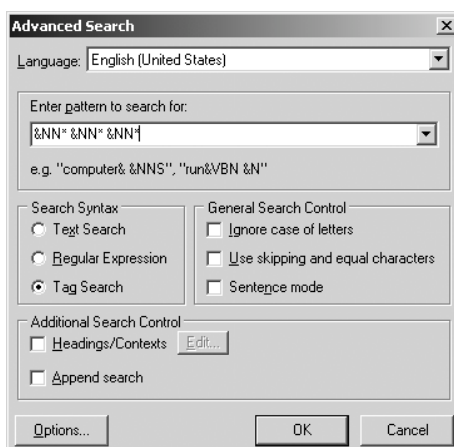 Advanced Search
Language: English (United States)
Enter pattern to search for:
&NN* &NN* &NN*
e.g. "computer& &NNS", "run&VBN &N"
Search Syntax
General Search Control
Text Search
Ignore case of letters
Regular Expression
Use skipping and equal characters
Tag Search
Sentence mode
Additional Search Control
Headings/Contexts Edit...
Append search
Options... OK Cancel